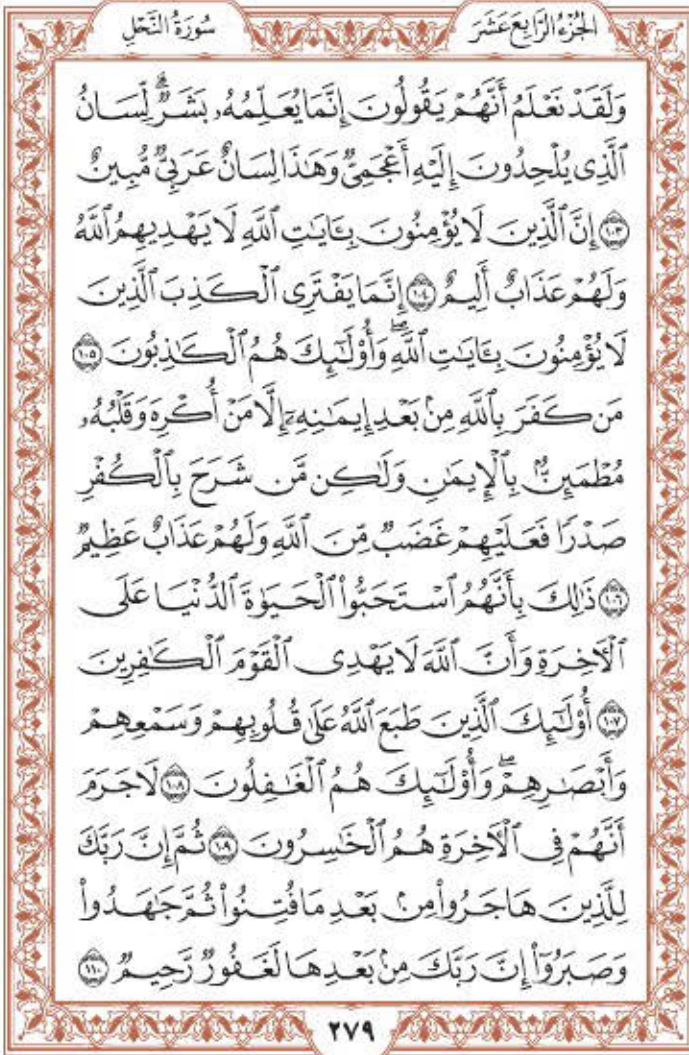 الجُزْءُ الرَّابِعَ عَشَرَ
سُورَةُ النَّحْلِ
وَلَقَدْ نَعْلَمُ أَنَّهُمْ يَقُولُونَ إِنَّمَا يُعَلِّمُهُۥ بَشَرٌۗ لِّسَانُ
ٱلَّذِى يُلْحِدُونَ إِلَيْهِ أَعْجَمِىٌّ وَهَٰذَا لِسَانٌ عَرَبِىٌّ مُّبِينٌ
١٠٣ إِنَّ ٱلَّذِينَ لَا يُؤْمِنُونَ بِـَٔايَٰتِ ٱللَّهِ لَا يَهْدِيهِمُ ٱللَّهُ
وَلَهُمْ عَذَابٌ أَلِيمٌ ١٠٤ إِنَّمَا يَفْتَرِى ٱلْكَذِبَ ٱلَّذِينَ
لَا يُؤْمِنُونَ بِـَٔايَٰتِ ٱللَّهِۖ وَأُو۟لَٰٓئِكَ هُمُ ٱلْكَٰذِبُونَ ١٠٥
مَن كَفَرَ بِٱللَّهِ مِنۢ بَعْدِ إِيمَٰنِهِۦٓ إِلَّا مَنْ أُكْرِهَ وَقَلْبُهُۥ
مُطْمَئِنٌّۢ بِٱلْإِيمَٰنِ وَلَٰكِن مَّن شَرَحَ بِٱلْكُفْرِ
صَدْرًا فَعَلَيْهِمْ غَضَبٌ مِّنَ ٱللَّهِ وَلَهُمْ عَذَابٌ عَظِيمٌ
١٠٦ ذَٰلِكَ بِأَنَّهُمُ ٱسْتَحَبُّوا۟ ٱلْحَيَوٰةَ ٱلدُّنْيَا عَلَى
ٱلْءَاخِرَةِ وَأَنَّ ٱللَّهَ لَا يَهْدِى ٱلْقَوْمَ ٱلْكَٰفِرِينَ
١٠٧ أُو۟لَٰٓئِكَ ٱلَّذِينَ طَبَعَ ٱللَّهُ عَلَىٰ قُلُوبِهِمْ وَسَمْعِهِمْ
وَأَبْصَٰرِهِمْۖ وَأُو۟لَٰٓئِكَ هُمُ ٱلْغَٰفِلُونَ ١٠٨ لَا جَرَمَ
أَنَّهُمْ فِى ٱلْءَاخِرَةِ هُمُ ٱلْخَٰسِرُونَ ١٠٩ ثُمَّ إِنَّ رَبَّكَ
لِلَّذِينَ هَاجَرُوا۟ مِنۢ بَعْدِ مَا فُتِنُوا۟ ثُمَّ جَٰهَدُوا۟
وَصَبَرُوٓا۟ إِنَّ رَبَّكَ مِنۢ بَعْدِهَا لَغَفُورٌ رَّحِيمٌ ١١٠
٢٧٩